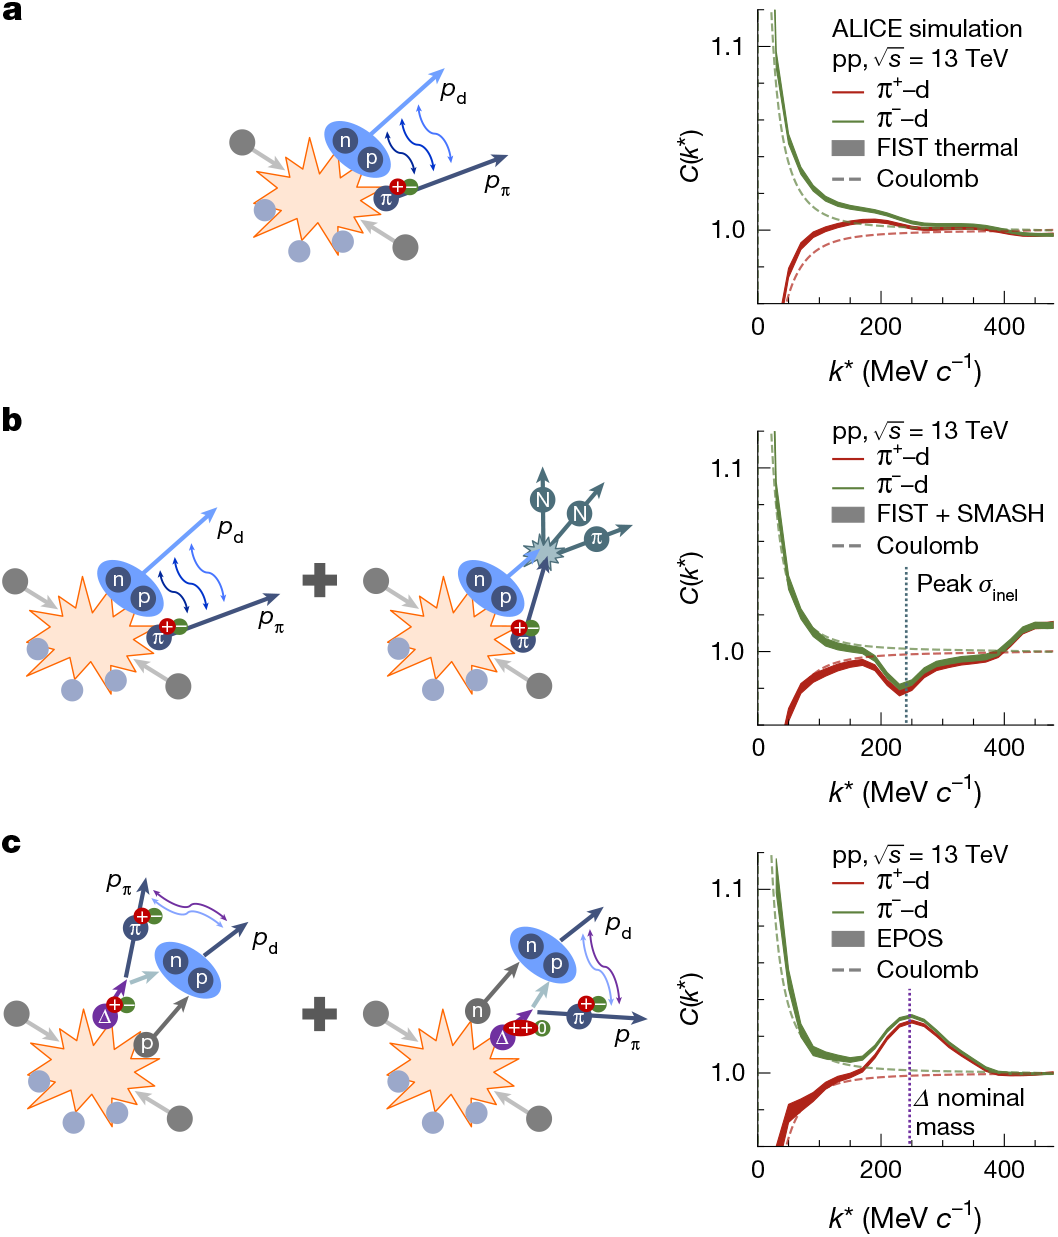 a
n
p
p_d
π
+
−
p_π
C(k*)
1.1
1.0
ALICE simulation
pp, √s = 13 TeV
π⁺–d
π⁻–d
FIST thermal
Coulomb
0
200
400
k* (MeV c⁻¹)
b
n
p
p_d
π
+
−
p_π
n
p
π
+
−
N
N
π
C(k*)
1.1
1.0
pp, √s = 13 TeV
π⁺–d
π⁻–d
FIST + SMASH
Coulomb
Peak σ_inel
0
200
400
k* (MeV c⁻¹)
c
p_π
π
+
−
n
p
p_d
Δ
+
−
p
n
p
p_d
n
π
+
−
Δ
++
0
p_π
C(k*)
1.1
1.0
pp, √s = 13 TeV
π⁺–d
π⁻–d
EPOS
Coulomb
Δ nominal
mass
0
200
400
k* (MeV c⁻¹)